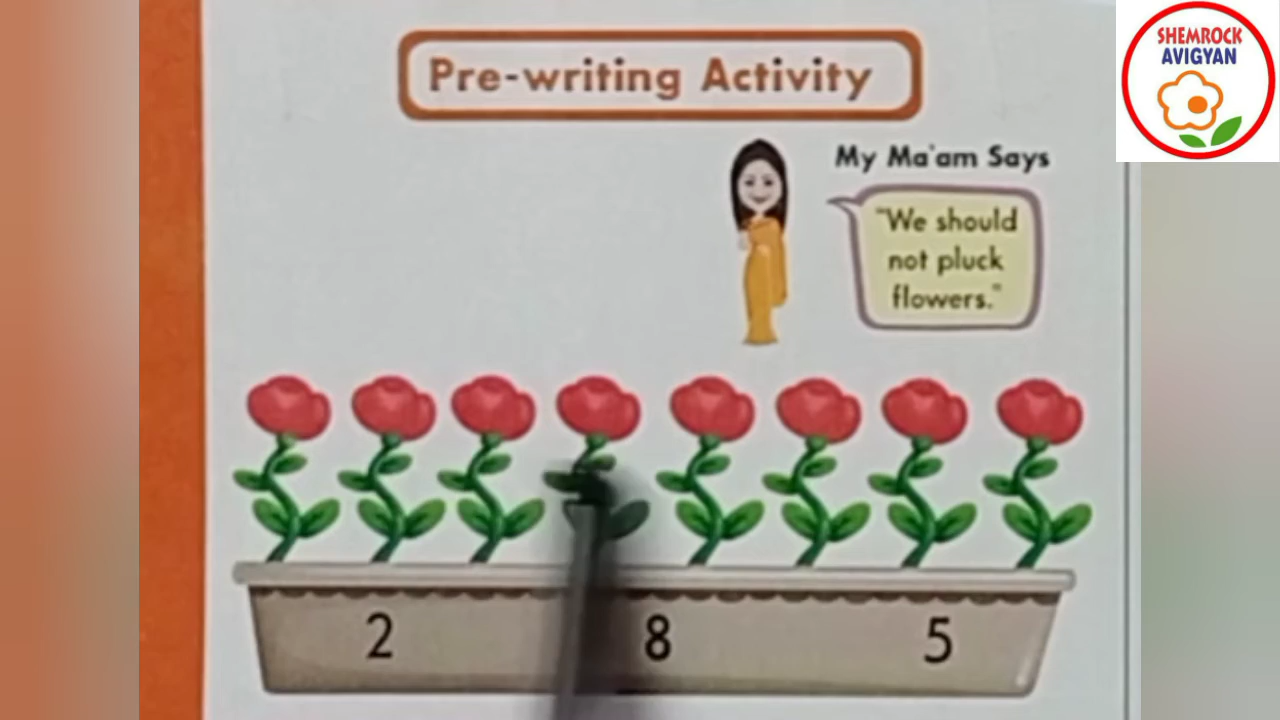 SHEMROCK
AVIGYAN
Pre-writing Activity
My Ma'am Says
"We should
not pluck
flowers."
2 8 5